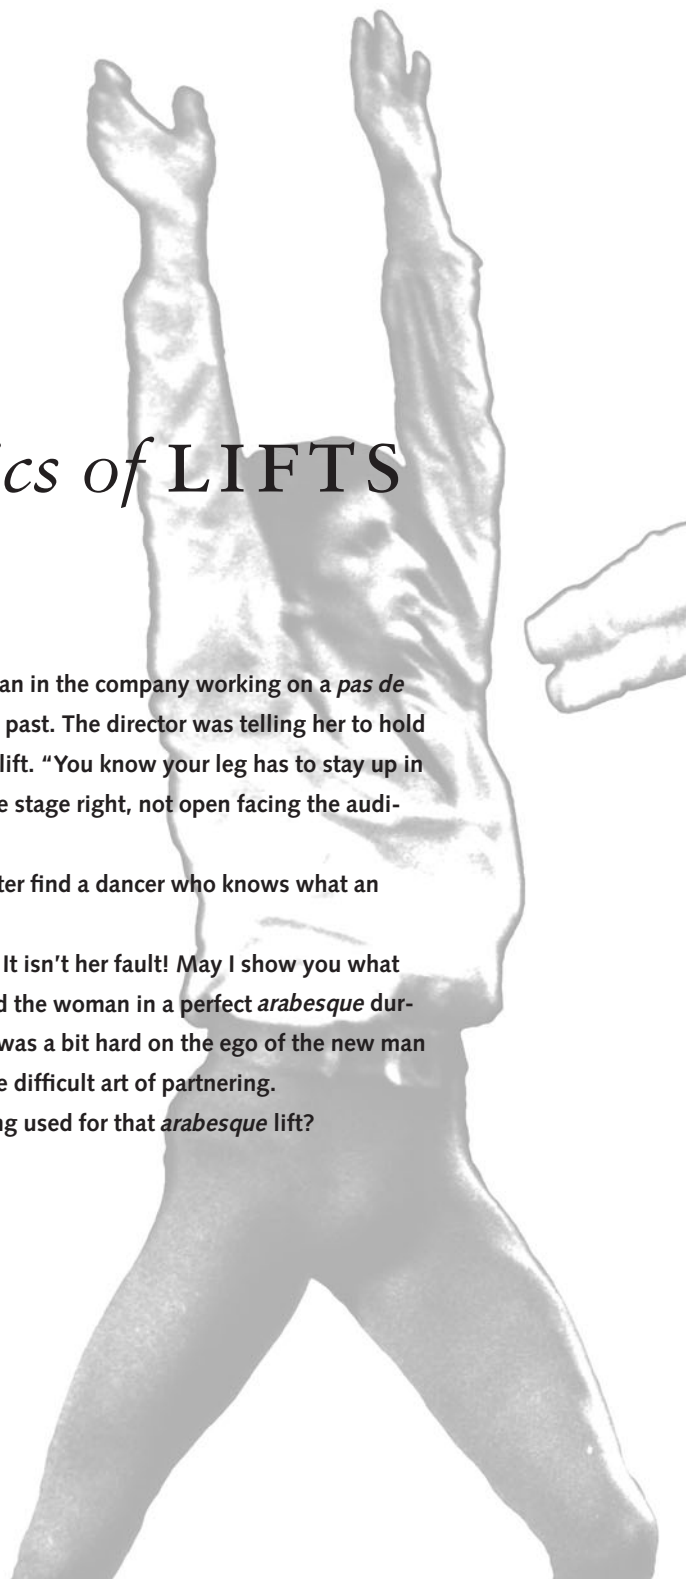 cs of LIFTS
an in the company working on a pas de
past. The director was telling her to hold
lift. “You know your leg has to stay up in
e stage right, not open facing the audi-
ter find a dancer who knows what an
It isn’t her fault! May I show you what
d the woman in a perfect arabesque dur-
was a bit hard on the ego of the new man
e difficult art of partnering.
ng used for that arabesque lift?